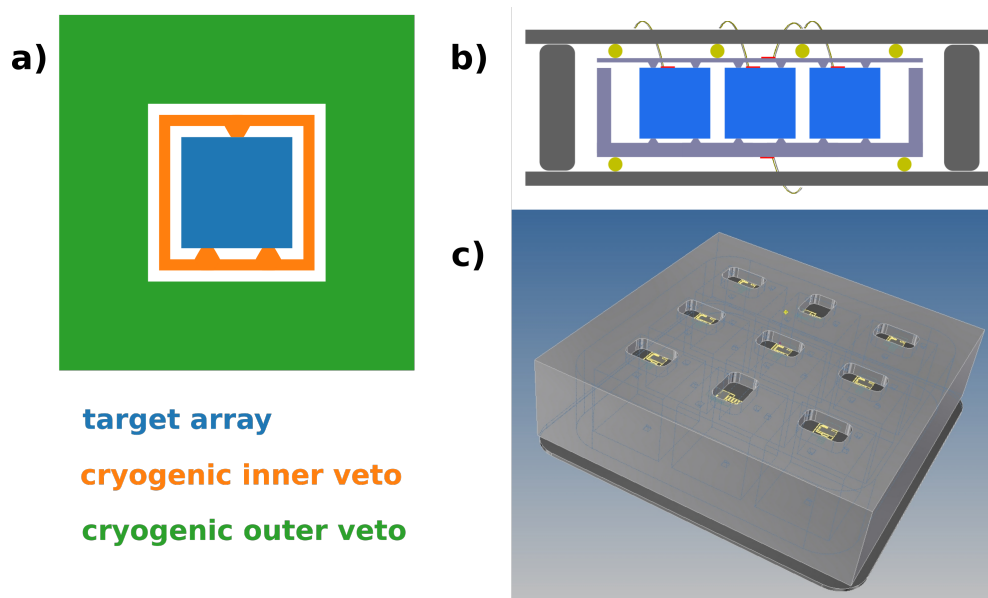 a)
target array
cryogenic inner veto
cryogenic outer veto
b)
c)